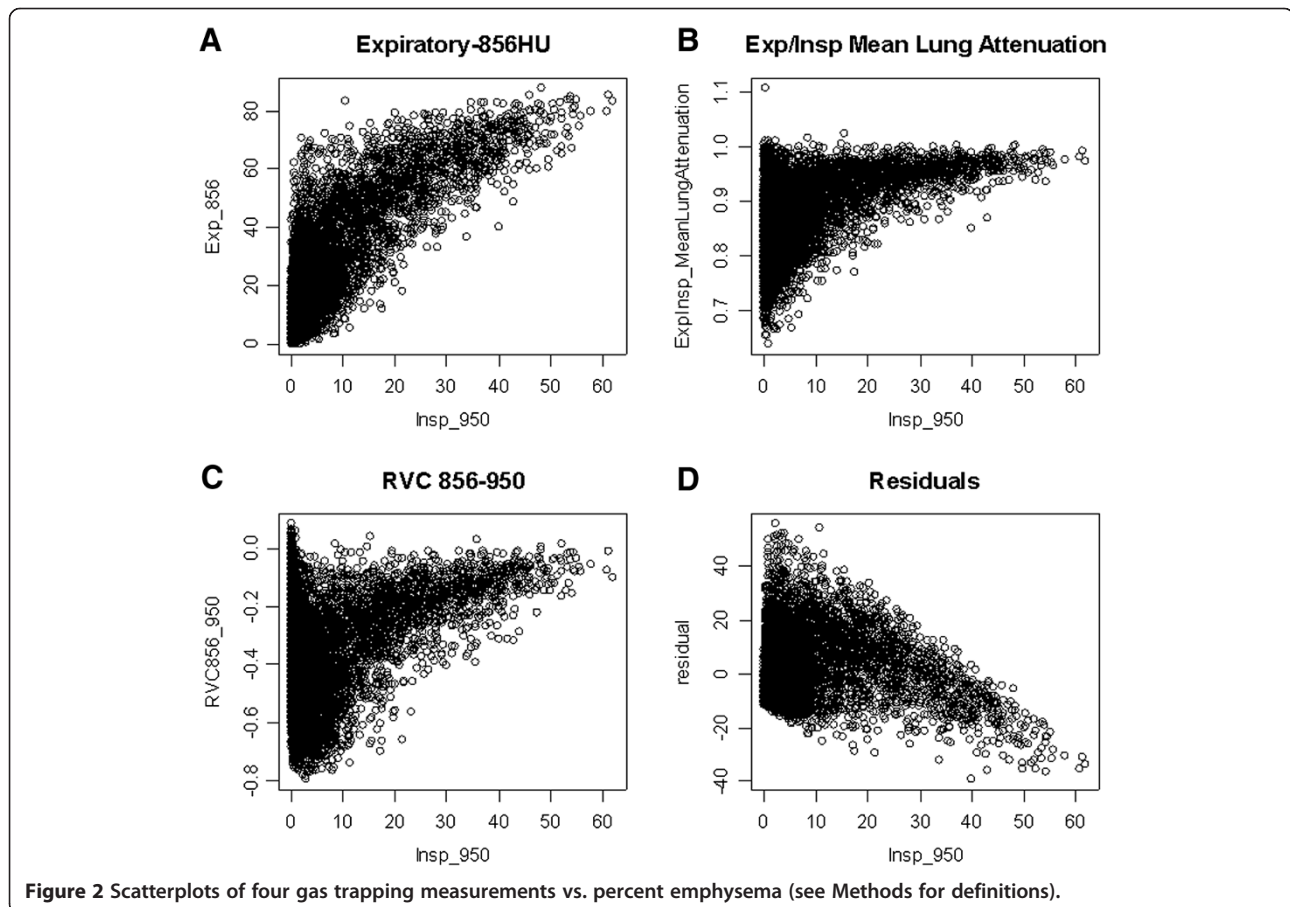 A
Expiratory-856HU
Exp_856
80
60
40
20
0
0 10 20 30 40 50 60
Insp_950
B
Exp/Insp Mean Lung Attenuation
ExpInsp_MeanLungAttenuation
1.1
1.0
0.9
0.8
0.7
0 10 20 30 40 50 60
Insp_950
C
RVC 856-950
RVC856_950
0.0
-0.2
-0.4
-0.6
-0.8
0 10 20 30 40 50 60
Insp_950
D
Residuals
residual
40
20
0
-20
-40
0 10 20 30 40 50 60
Insp_950
Figure 2 Scatterplots of four gas trapping measurements vs. percent emphysema (see Methods for definitions).